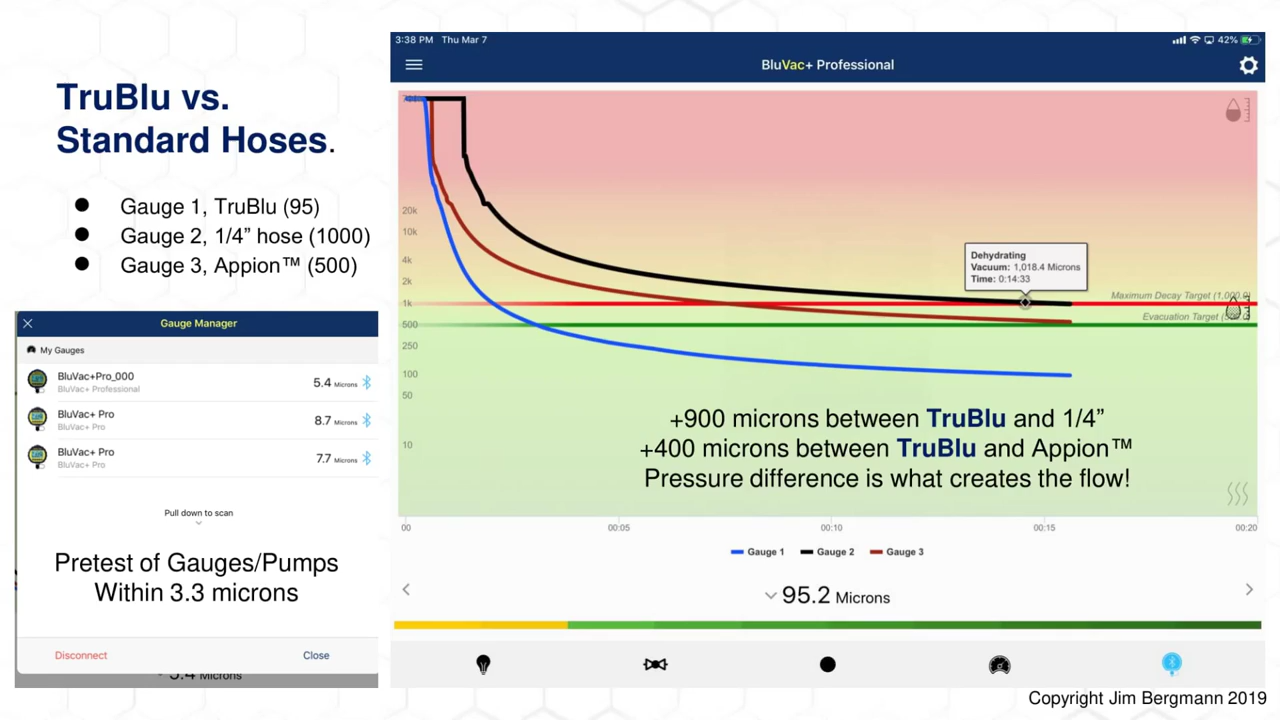 TruBlu vs.
Standard Hoses.
● Gauge 1, TruBlu (95)
● Gauge 2, 1/4” hose (1000)
● Gauge 3, Appion™ (500)
Gauge Manager
My Gauges
BluVac+Pro_000
BluVac+ Professional
5.4 Microns
BluVac+ Pro
BluVac+ Pro
8.7 Microns
BluVac+ Pro
BluVac+ Pro
7.7 Microns
Pull down to scan
Pretest of Gauges/Pumps
Within 3.3 microns
Disconnect Close
Microns
3:38 PM Thu Mar 7 42%
BluVac+ Professional
20k
10k
4k
2k
1k
500
250
100
50
10
Dehydrating
Vacuum: 1,018.4 Microns
Time: 0:14:33
Maximum Decay Target (1,000.0)
Evacuation Target
+900 microns between TruBlu and 1/4”
+400 microns between TruBlu and Appion™
Pressure difference is what creates the flow!
00 00:05 00:10 00:15 00:20
Gauge 1 Gauge 2 Gauge 3
95.2 Microns
Copyright Jim Bergmann 2019